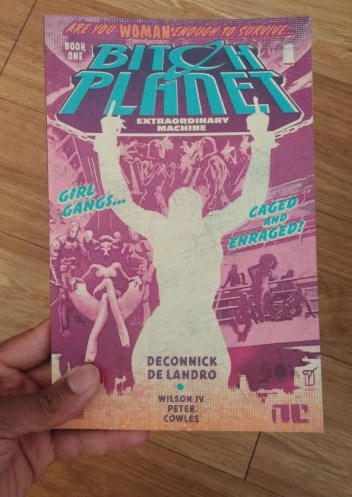 ARE YOU WOMAN ENOUGH TO SURVIVE...
BOOK
ONE
BITCH
PLANET
EXTRAORDINARY
MACHINE
GIRL
GANGS...
CAGED
AND
ENRAGED!
DECONNICK
DE LANDRO
WILSON IV
PETER
COWLES